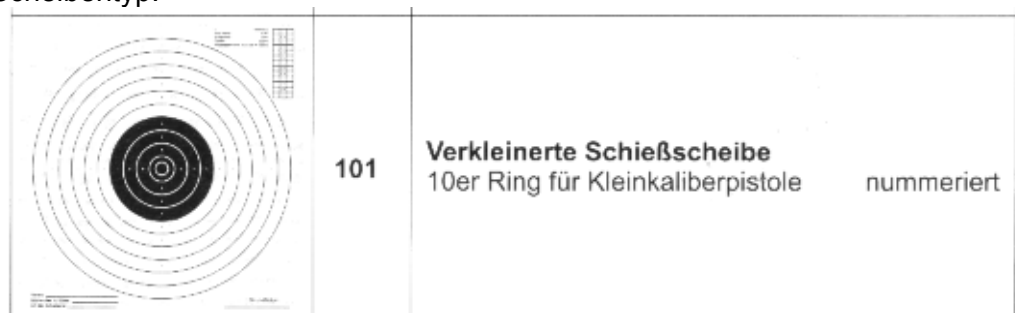 Scheibentyp:
101
Verkleinerte Schießscheibe
10er Ring für Kleinkaliberpistole nummeriert